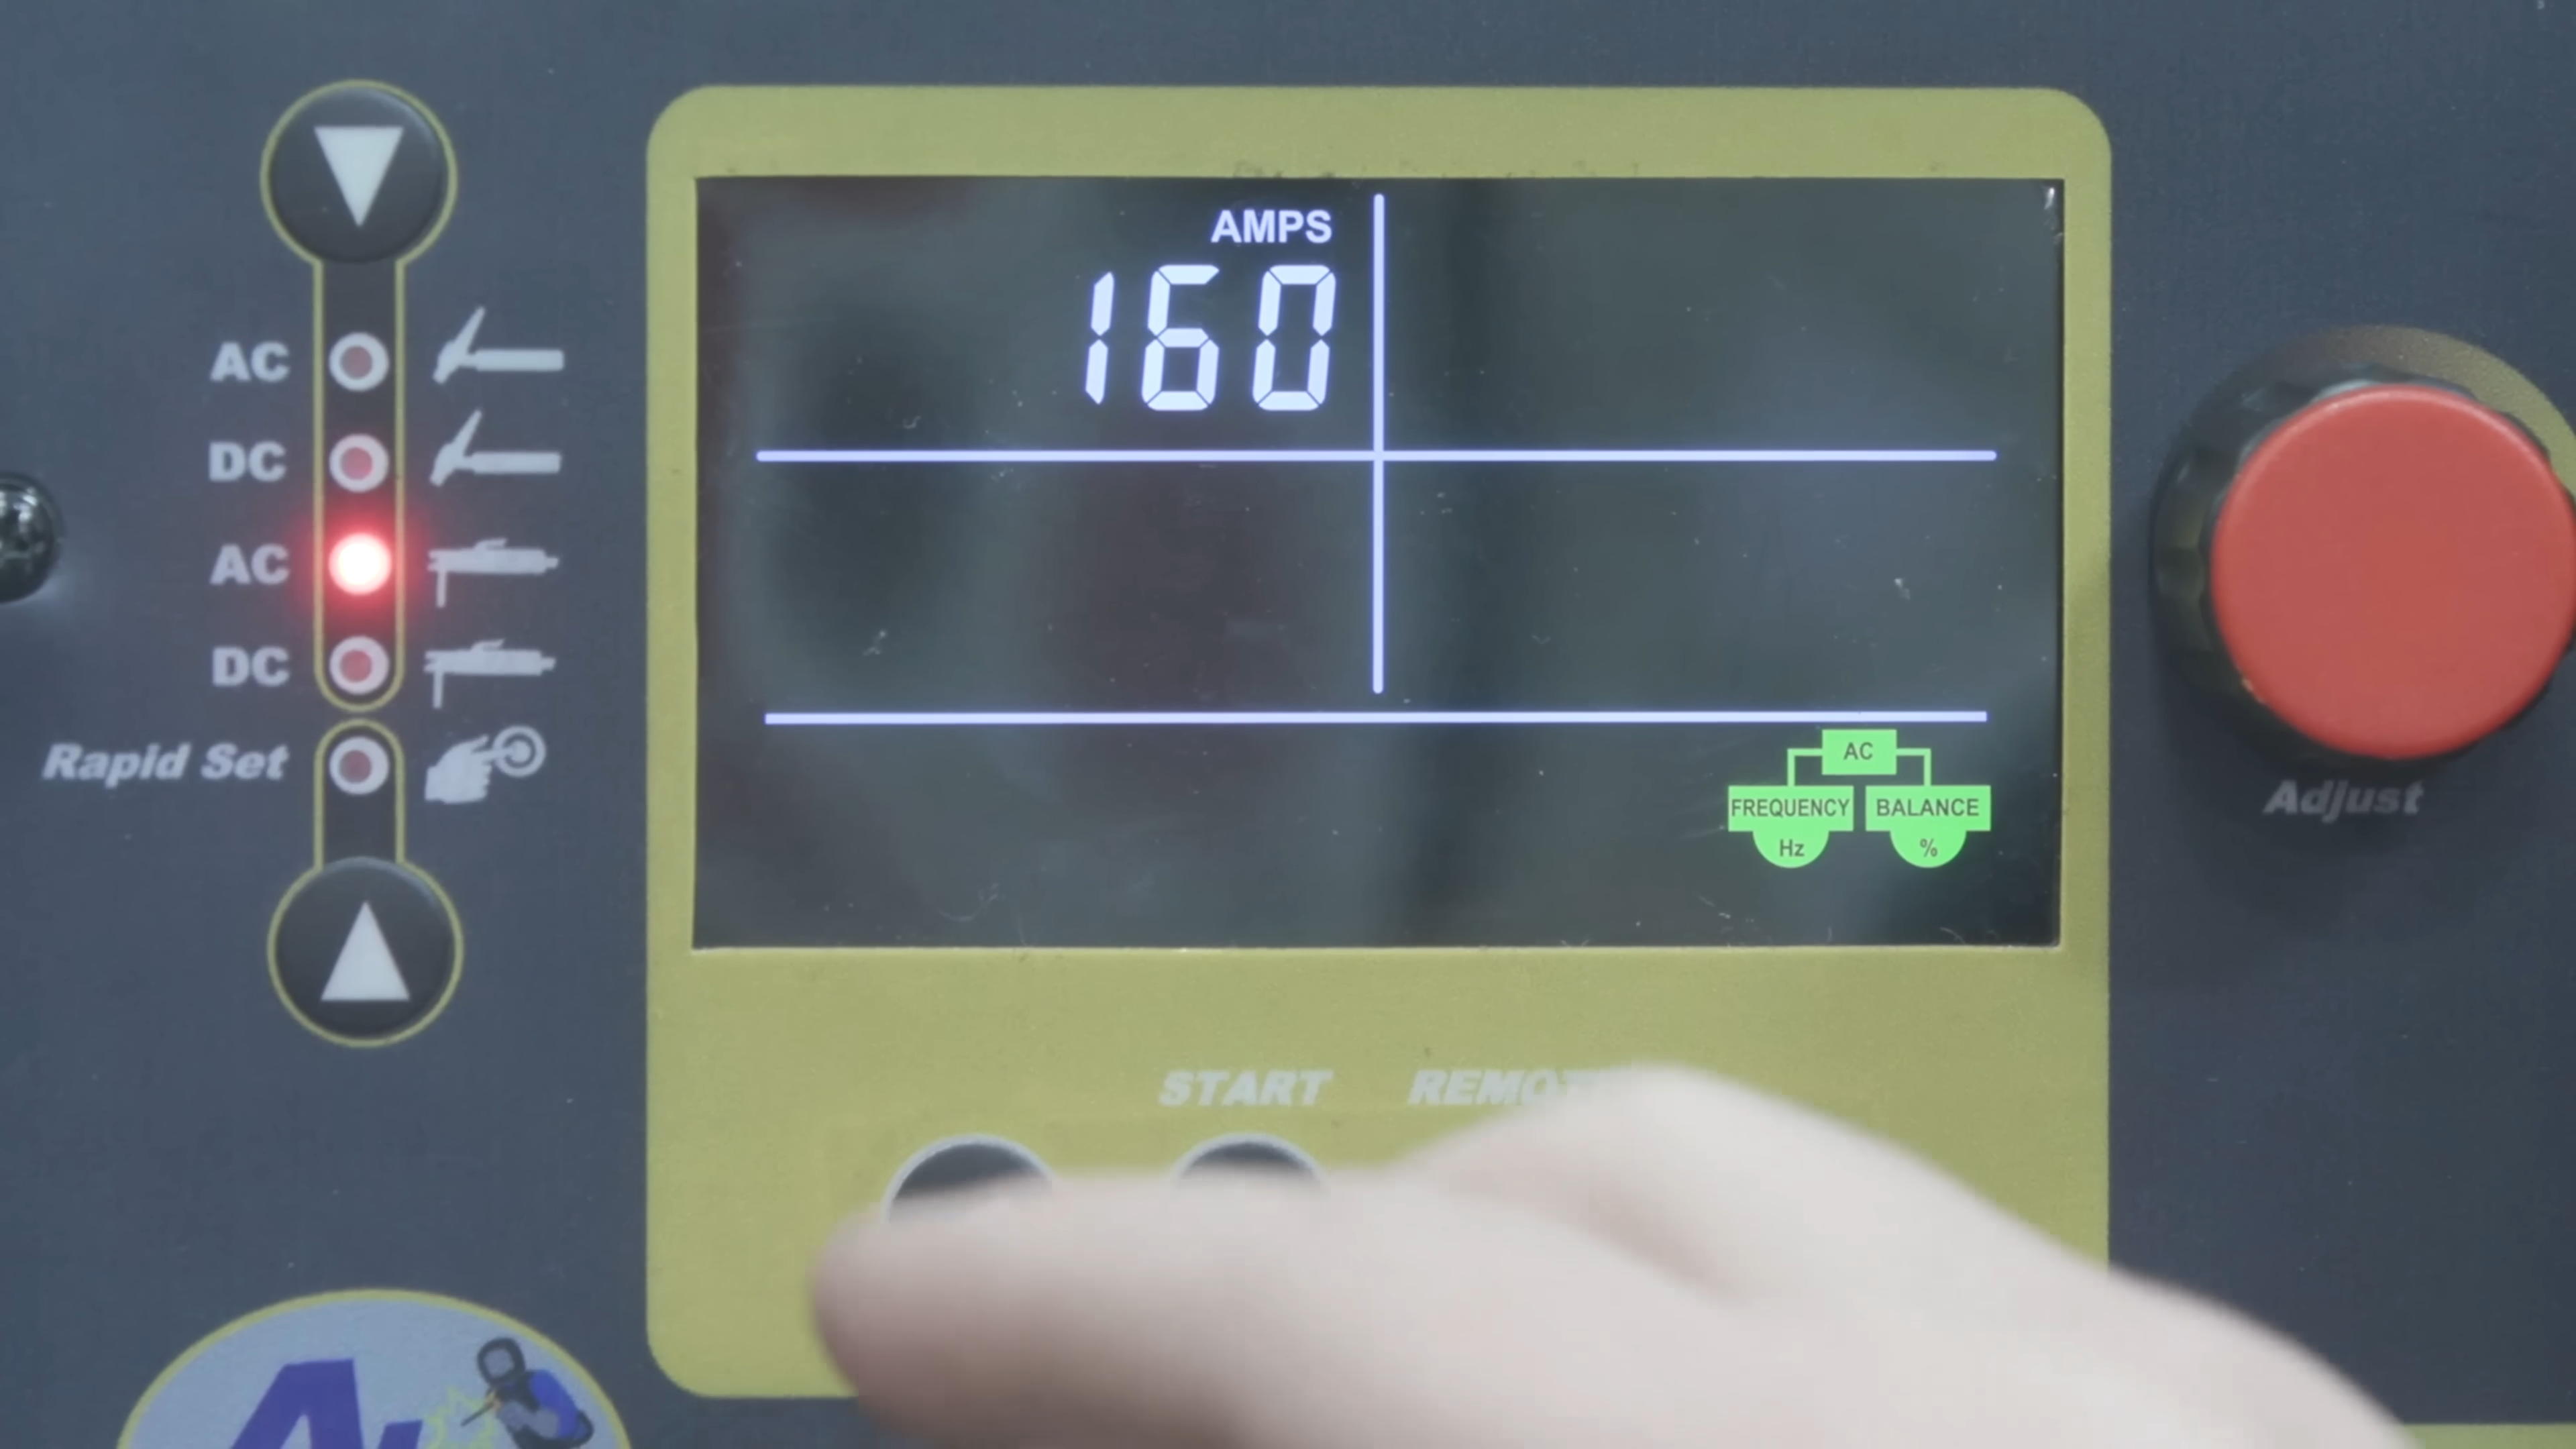 AMPS
160
AC
DC
AC
DC
Rapid Set
AC
FREQUENCY BALANCE
Hz %
Adjust
START